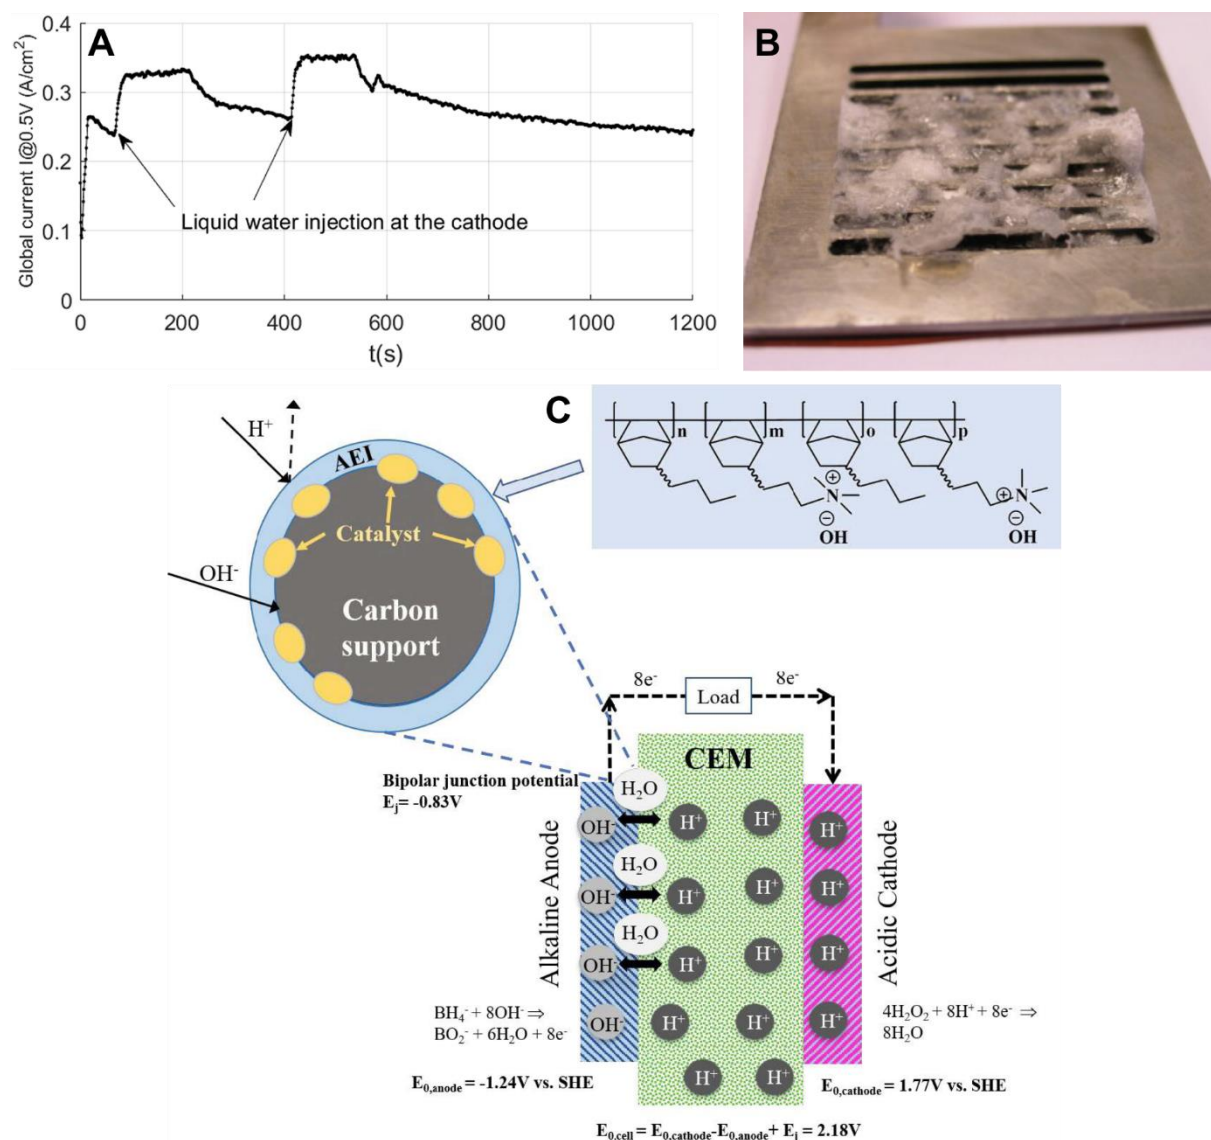 A
Global current I@0.5V (A/cm²)
0.4
0.3
0.2
0.1
0
0
200
400
600
800
1000
1200
Liquid water injection at the cathode
t(s)
B
C
H⁺
AEI
Catalyst
OH⁻
Carbon
support
n
m
o
p
⊕
N
⊖
OH
⊕
N
⊖
OH
8e⁻
Load
8e⁻
CEM
Bipolar junction potential
Eⱼ= -0.83V
Alkaline Anode
H₂O
OH⁻
H⁺
H⁺
H⁺
H₂O
OH⁻
H⁺
H⁺
H⁺
H₂O
OH⁻
H⁺
H⁺
H⁺
OH⁻
H⁺
H⁺
H⁺
H⁺
H⁺
Acidic Cathode
BH₄⁻ + 8OH⁻ ⇒
BO₂⁻ + 6H₂O + 8e⁻
4H₂O₂ + 8H⁺ + 8e⁻ ⇒
8H₂O
E₀,anode = -1.24V vs. SHE
E₀,cathode = 1.77V vs. SHE
E₀,cell = E₀,cathode-E₀,anode+ Eⱼ = 2.18V